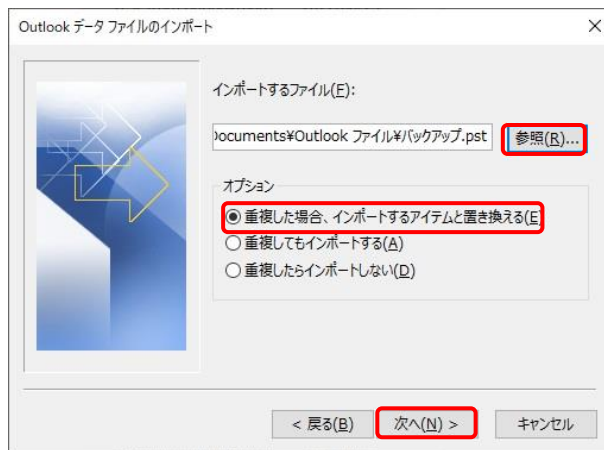 Outlook データ ファイルのインポート
インポートするファイル(F):
Documents¥Outlook ファイル¥バックアップ.pst
参照(R)...
オプション
重複した場合、インポートするアイテムと置き換える(E
重複してもインポートする(A)
重複したらインポートしない(D)
< 戻る(B)
次へ(N) >
キャンセル